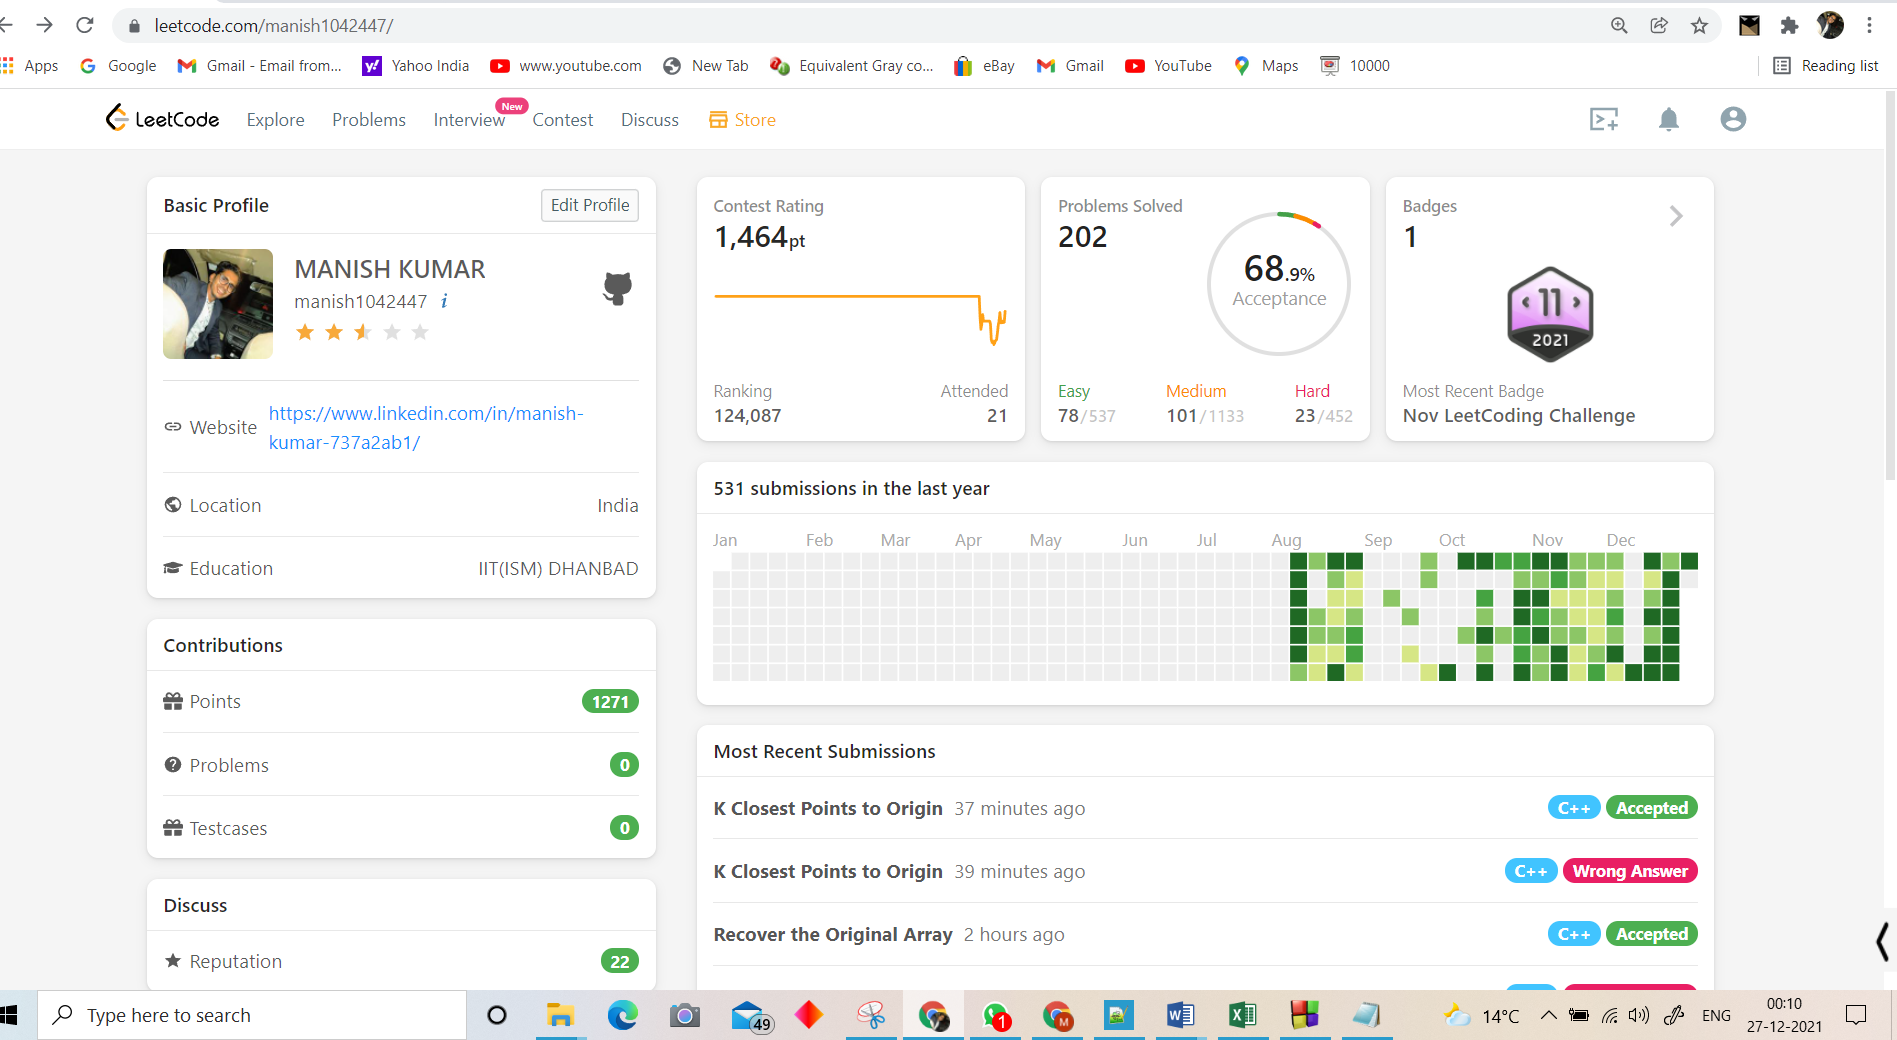 leetcode.com/manish1042447/
Apps Google Gmail - Email from... Yahoo India www.youtube.com New Tab Equivalent Gray co... eBay Gmail YouTube Maps 10000 Reading list
LeetCode Explore Problems Interview New Contest Discuss Store
Basic Profile Edit Profile
MANISH KUMAR
manish1042447
Website https://www.linkedin.com/in/manish-
kumar-737a2ab1/
Location India
Education IIT(ISM) DHANBAD
Contributions
Points 1271
Problems 0
Testcases 0
Discuss
Reputation 22
Contest Rating
1,464pt
Ranking Attended
124,087 21
Problems Solved
202
68.9%
Acceptance
Easy Medium Hard
78/537 101/1133 23/452
Badges
1
11
2021
Most Recent Badge
Nov LeetCoding Challenge
531 submissions in the last year
Jan Feb Mar Apr May Jun Jul Aug Sep Oct Nov Dec
Most Recent Submissions
K Closest Points to Origin 37 minutes ago C++ Accepted
K Closest Points to Origin 39 minutes ago C++ Wrong Answer
Recover the Original Array 2 hours ago C++ Accepted
Type here to search 49 1 M 14°C ENG 00:10
27-12-2021